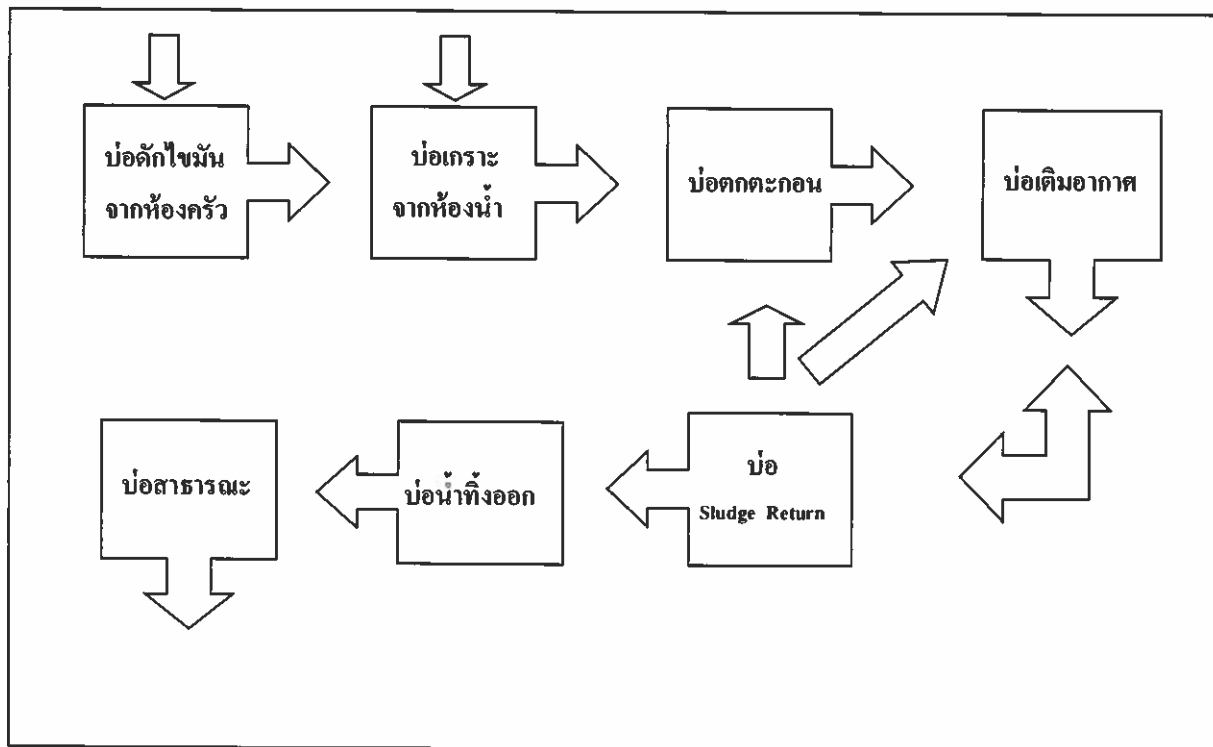 บ่อดักไขมัน
จากห้องครัว
บ่อเกราะ
จากห้องน้ำ
บ่อตกตะกอน
บ่อเติมอากาศ
บ่อสาธารณะ
บ่อน้ำทิ้งออก
บ่อ
Sludge Return